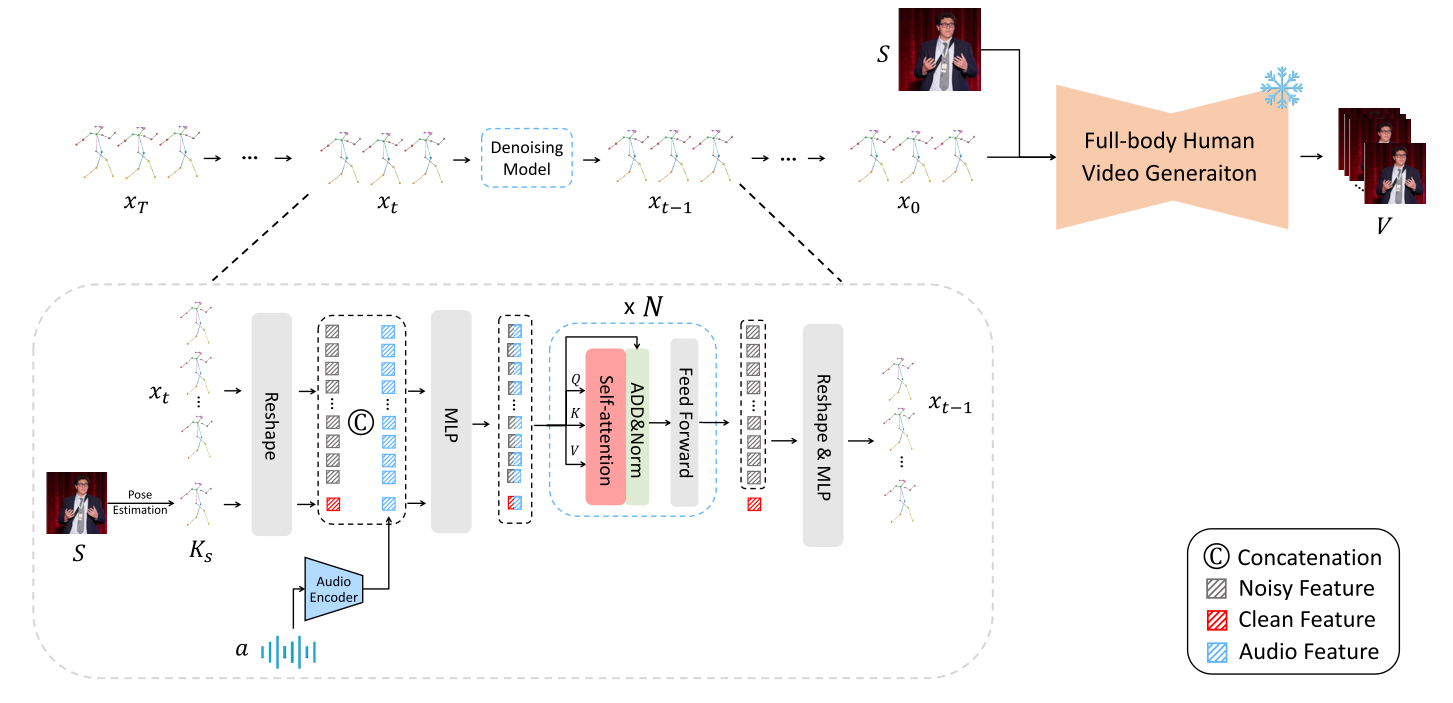 S
Denoising
Model
Full-body Human
Video Generaiton
...
...
...
x_T
x_t
x_{t-1}
x_0
V
x N
x_t
...
Reshape
...
©
...
MLP
...
Q
K
V
Self-attention
ADD&Norm
Feed Forward
...
Reshape & MLP
x_{t-1}
...
Pose
Estimation
S
K_s
Audio
Encoder
a
© Concatenation
Noisy Feature
Clean Feature
Audio Feature